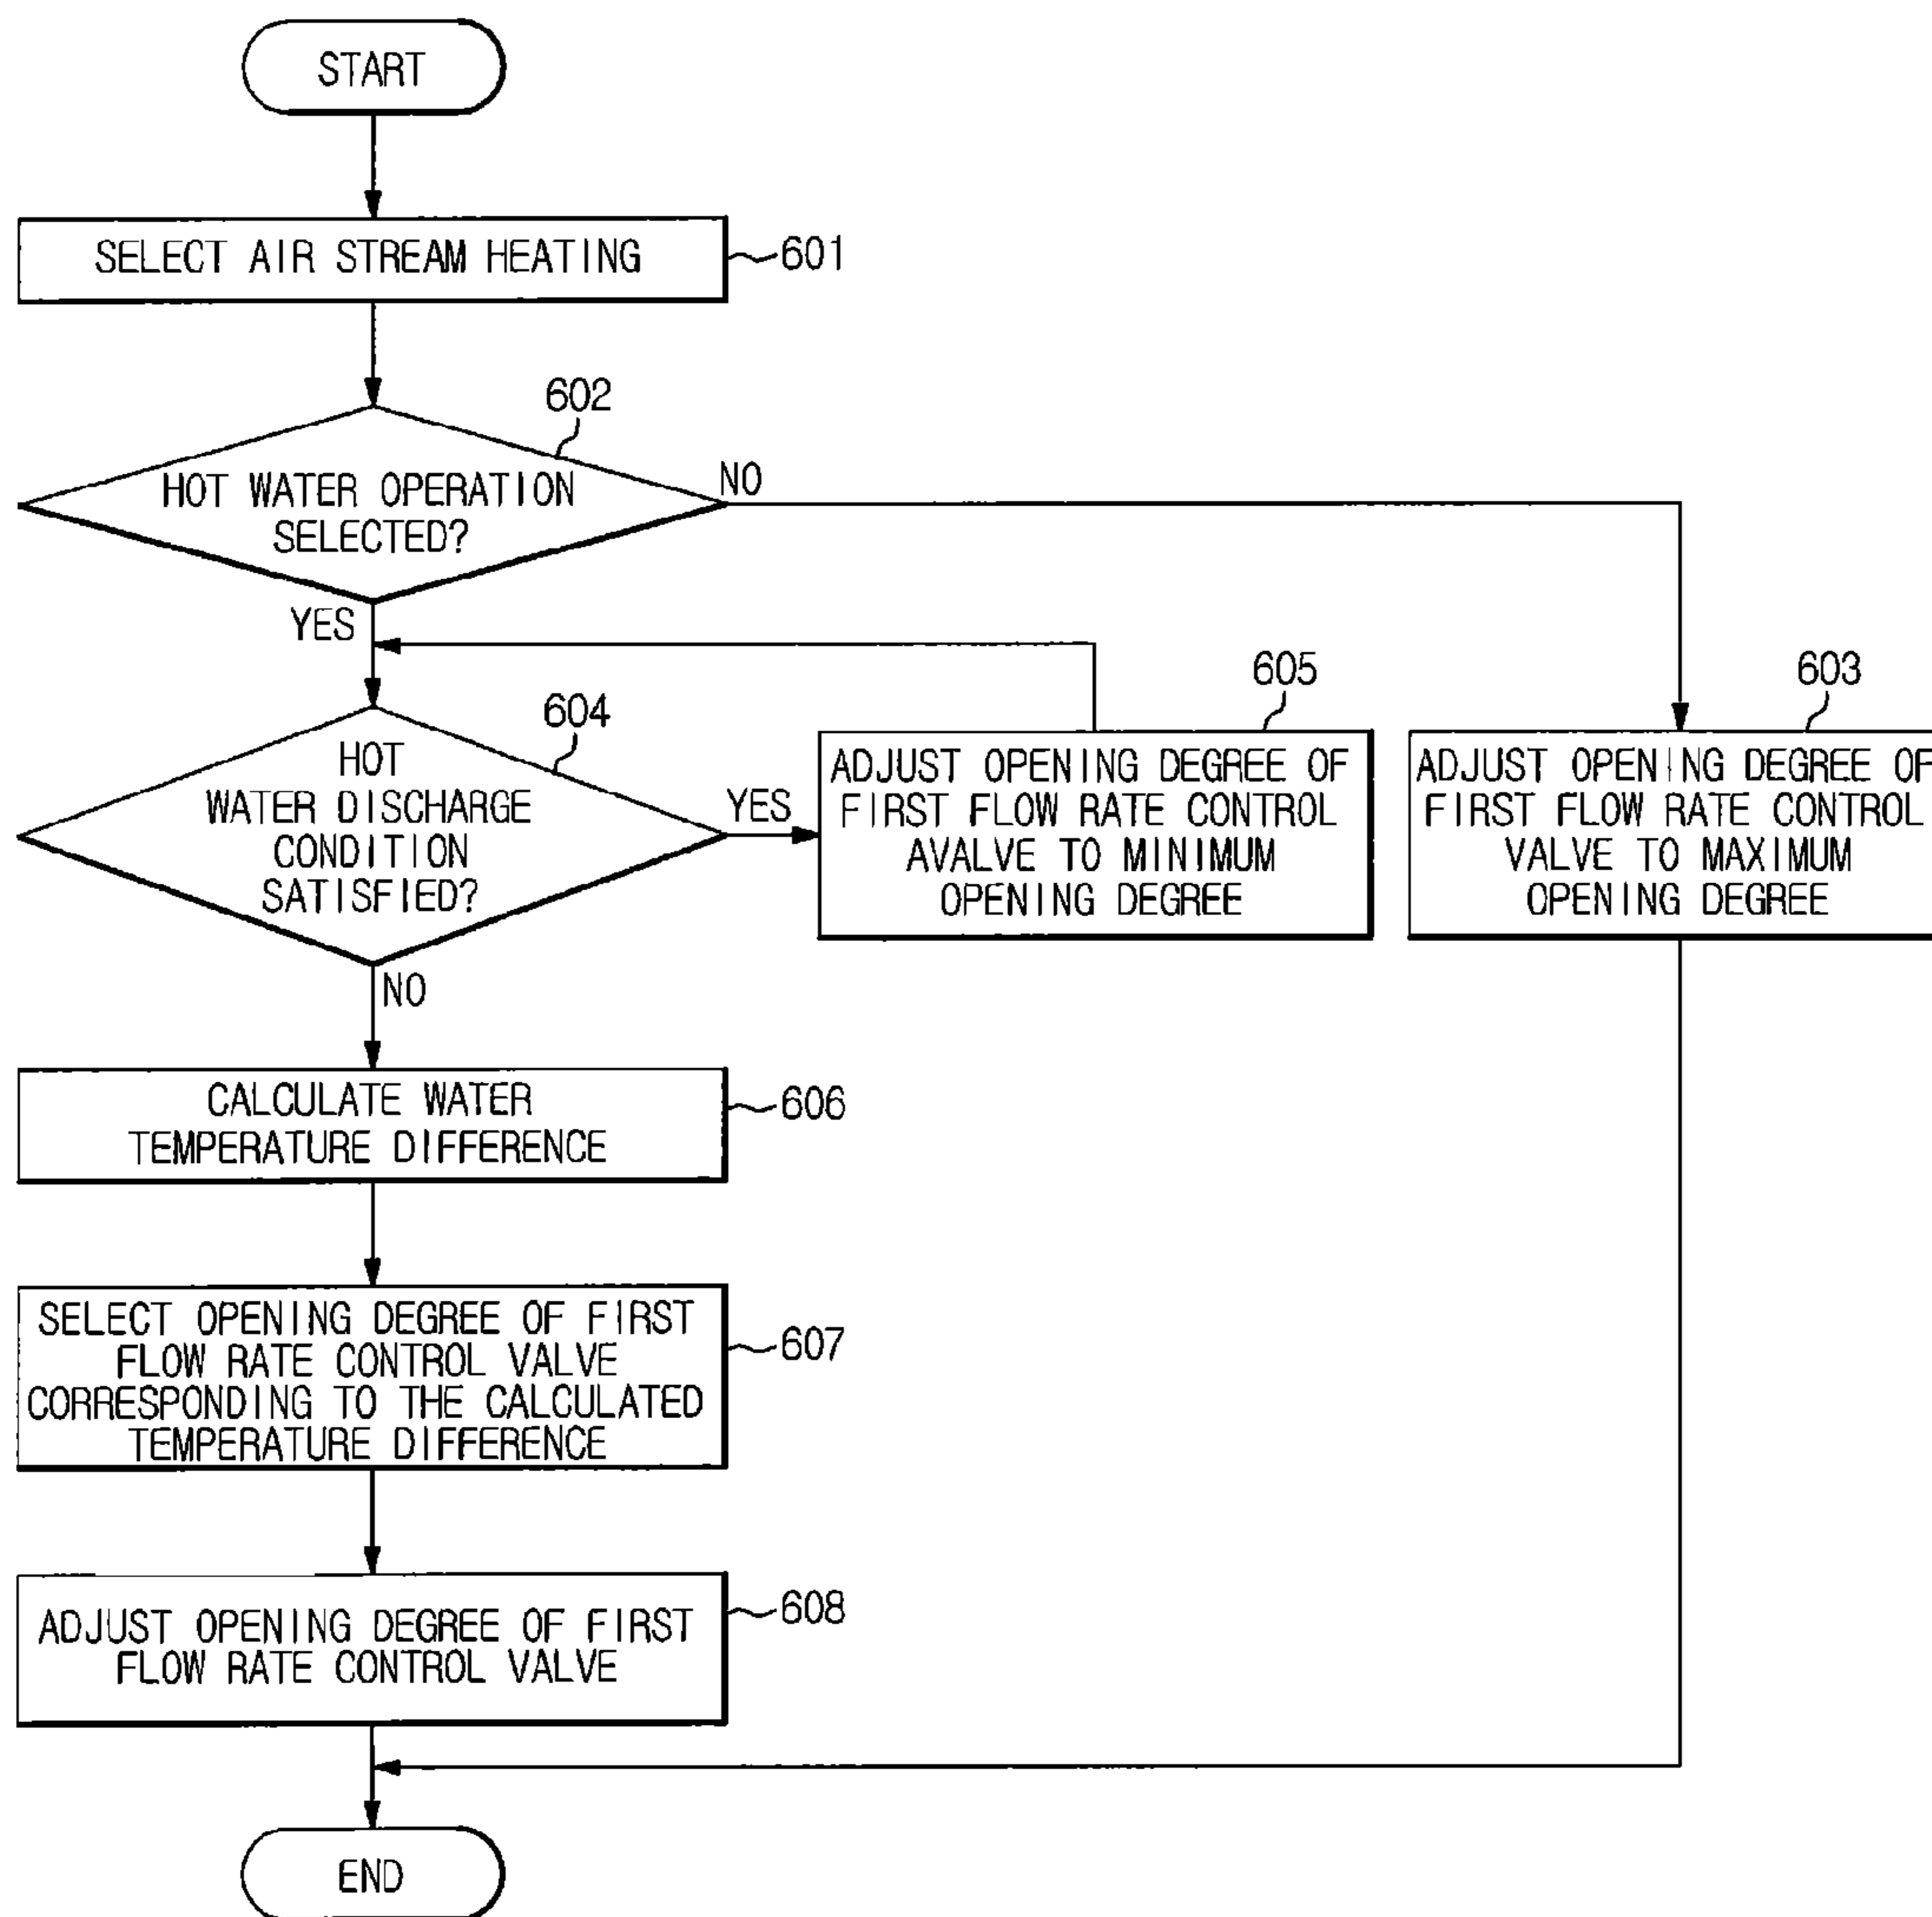 START
SELECT AIR STREAM HEATING
601
602
HOT WATER OPERATION
SELECTED?
NO
YES
604
HOT
WATER DISCHARGE
CONDITION
SATISFIED?
YES
605
ADJUST OPENING DEGREE OF
FIRST FLOW RATE CONTROL
AVALVE TO MINIMUM
OPENING DEGREE
603
ADJUST OPENING DEGREE OF
FIRST FLOW RATE CONTROL
VALVE TO MAXIMUM
OPENING DEGREE
NO
CALCULATE WATER
TEMPERATURE DIFFERENCE
606
SELECT OPENING DEGREE OF FIRST
FLOW RATE CONTROL VALVE
CORRESPONDING TO THE CALCULATED
TEMPERATURE DIFFERENCE
607
ADJUST OPENING DEGREE OF FIRST
FLOW RATE CONTROL VALVE
608
END